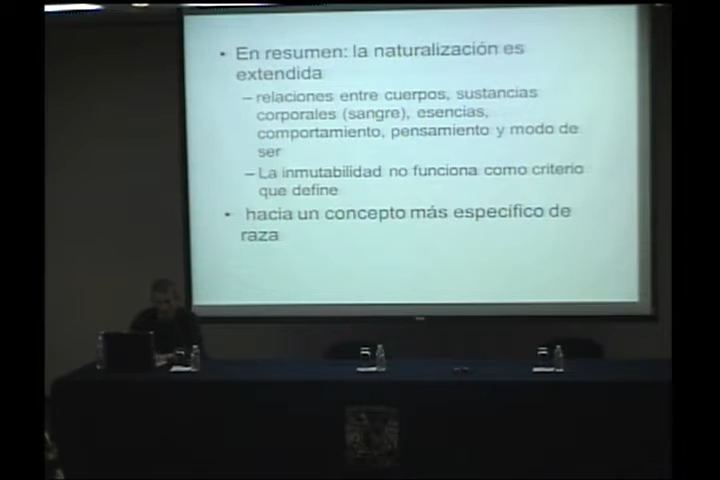 • En resumen: la naturalización es
extendida
– relaciones entre cuerpos, sustancias
corporales (sangre), esencias,
comportamiento, pensamiento y modo de
ser
– La inmutabilidad no funciona como criterio
que define
• hacia un concepto más específico de
raza